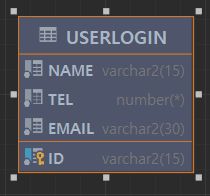 USERLOGIN
NAME varchar2(15)
TEL number(*)
EMAIL varchar2(30)
ID varchar2(15)